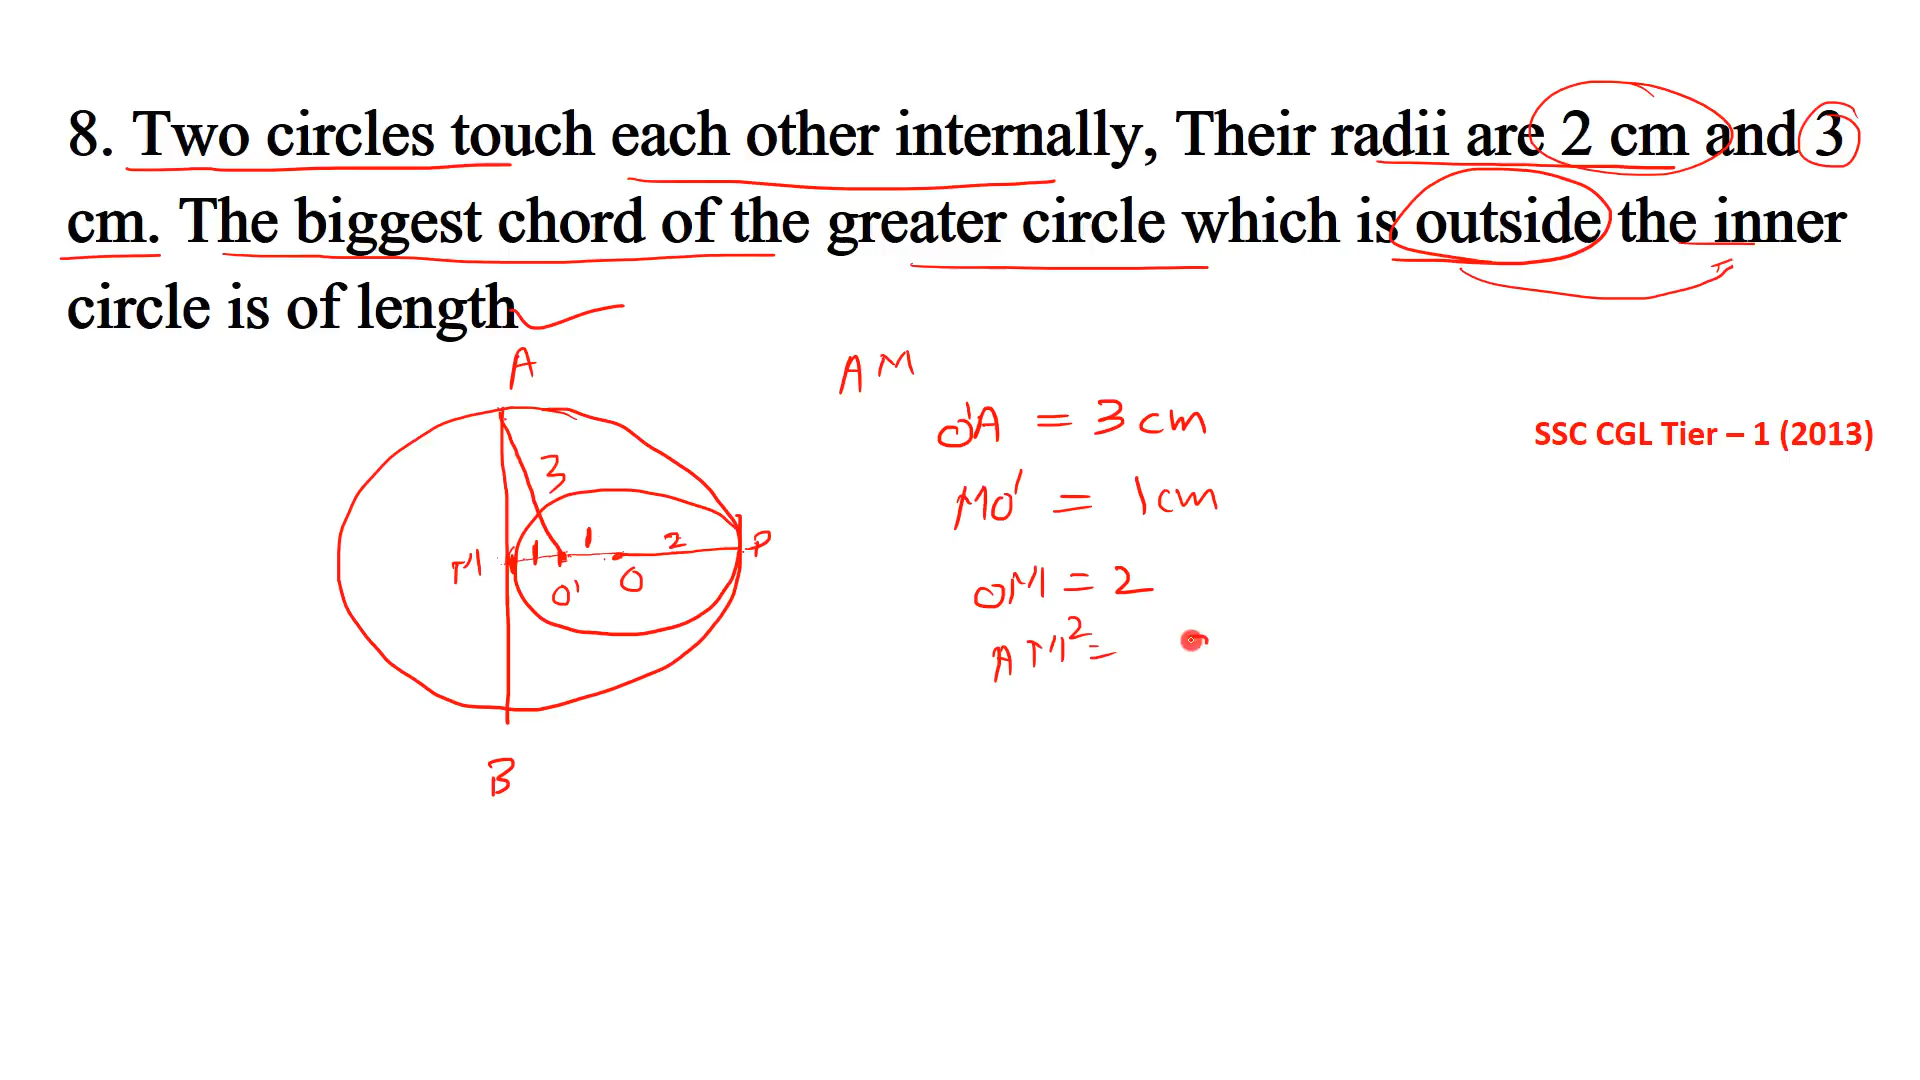 8. Two circles touch each other internally, Their radii are 2 cm and 3
cm. The biggest chord of the greater circle which is outside the inner
circle is of length
A
AM
O'A = 3 cm
SSC CGL Tier – 1 (2013)
3
MO' = 1 cm
M 1 1 2 P
O' O
OM = 2
AM² =
B